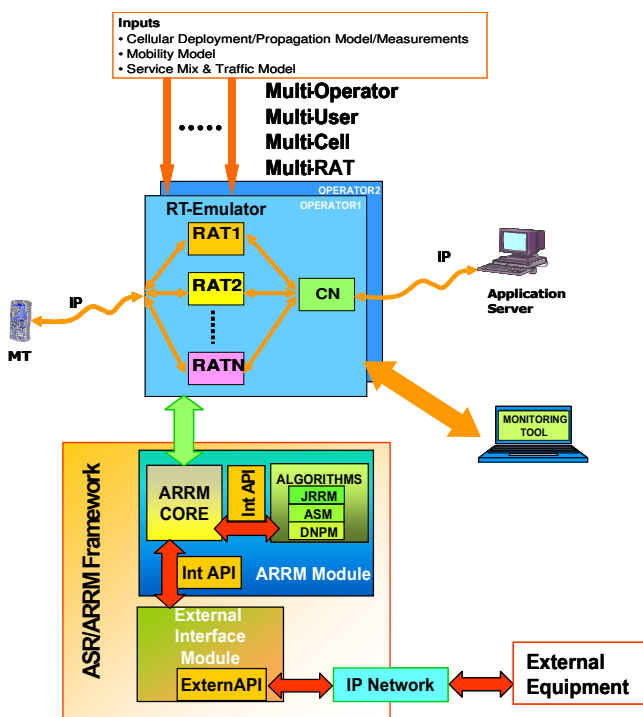 Inputs
• Cellular Deployment/Propagation Model/Measurements
• Mobility Model
• Service Mix & Traffic Model
Multi-Operator
Multi-User
Multi-Cell
Multi-RAT
OPERATOR2
OPERATOR1
RT-Emulator
RAT1
RAT2
RATN
CN
IP
MT
IP
Application
Server
MONITORING
TOOL
ASR/ARRM Framework
ARRM
CORE
Int API
ALGORITHMS
JRRM
ASM
DNPM
Int API
ARRM Module
External
Interface
Module
ExternAPI
IP Network
External
Equipment